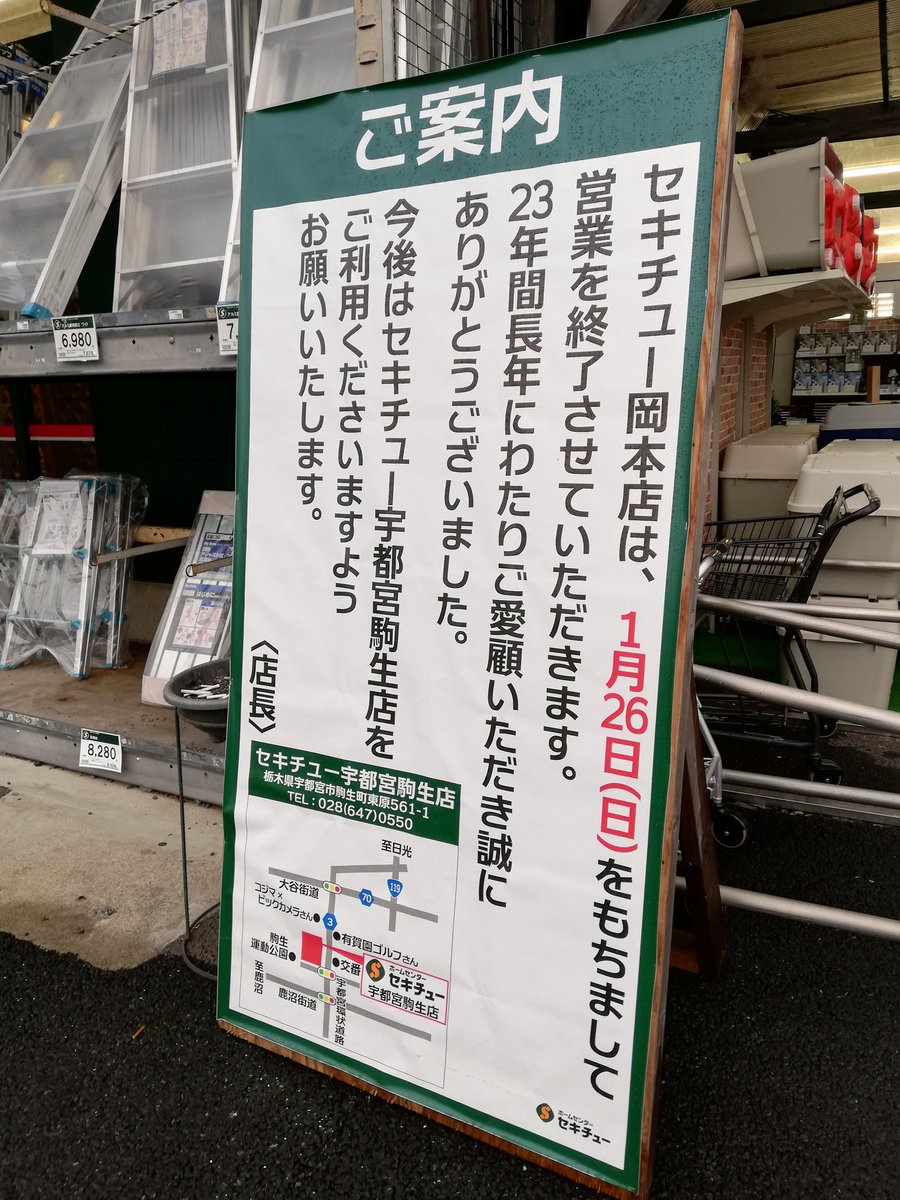 ご案内
セキチュー岡本店は、1月26日(日)をもちまして
営業を終了させていただきます。
23年間長年にわたりご愛顧いただき誠に
ありがとうございました。
今後はセキチュー宇都宮駒生店を
ご利用くださいますよう
お願いいたします。
〈店長〉
セキチュー宇都宮駒生店
栃木県宇都宮市駒生町東原561-1
TEL:028(647)0550
至日光
大谷街道
119
70
コジマ×
ビックカメラさん
3
有賀園ゴルフさん
駒生
運動公園
交番
ホームセンター
セキチュー
宇都宮駒生店
至鹿沼
鹿沼街道
宇都宮環状道路
ホームセンター
セキチュー
6,980
8,280